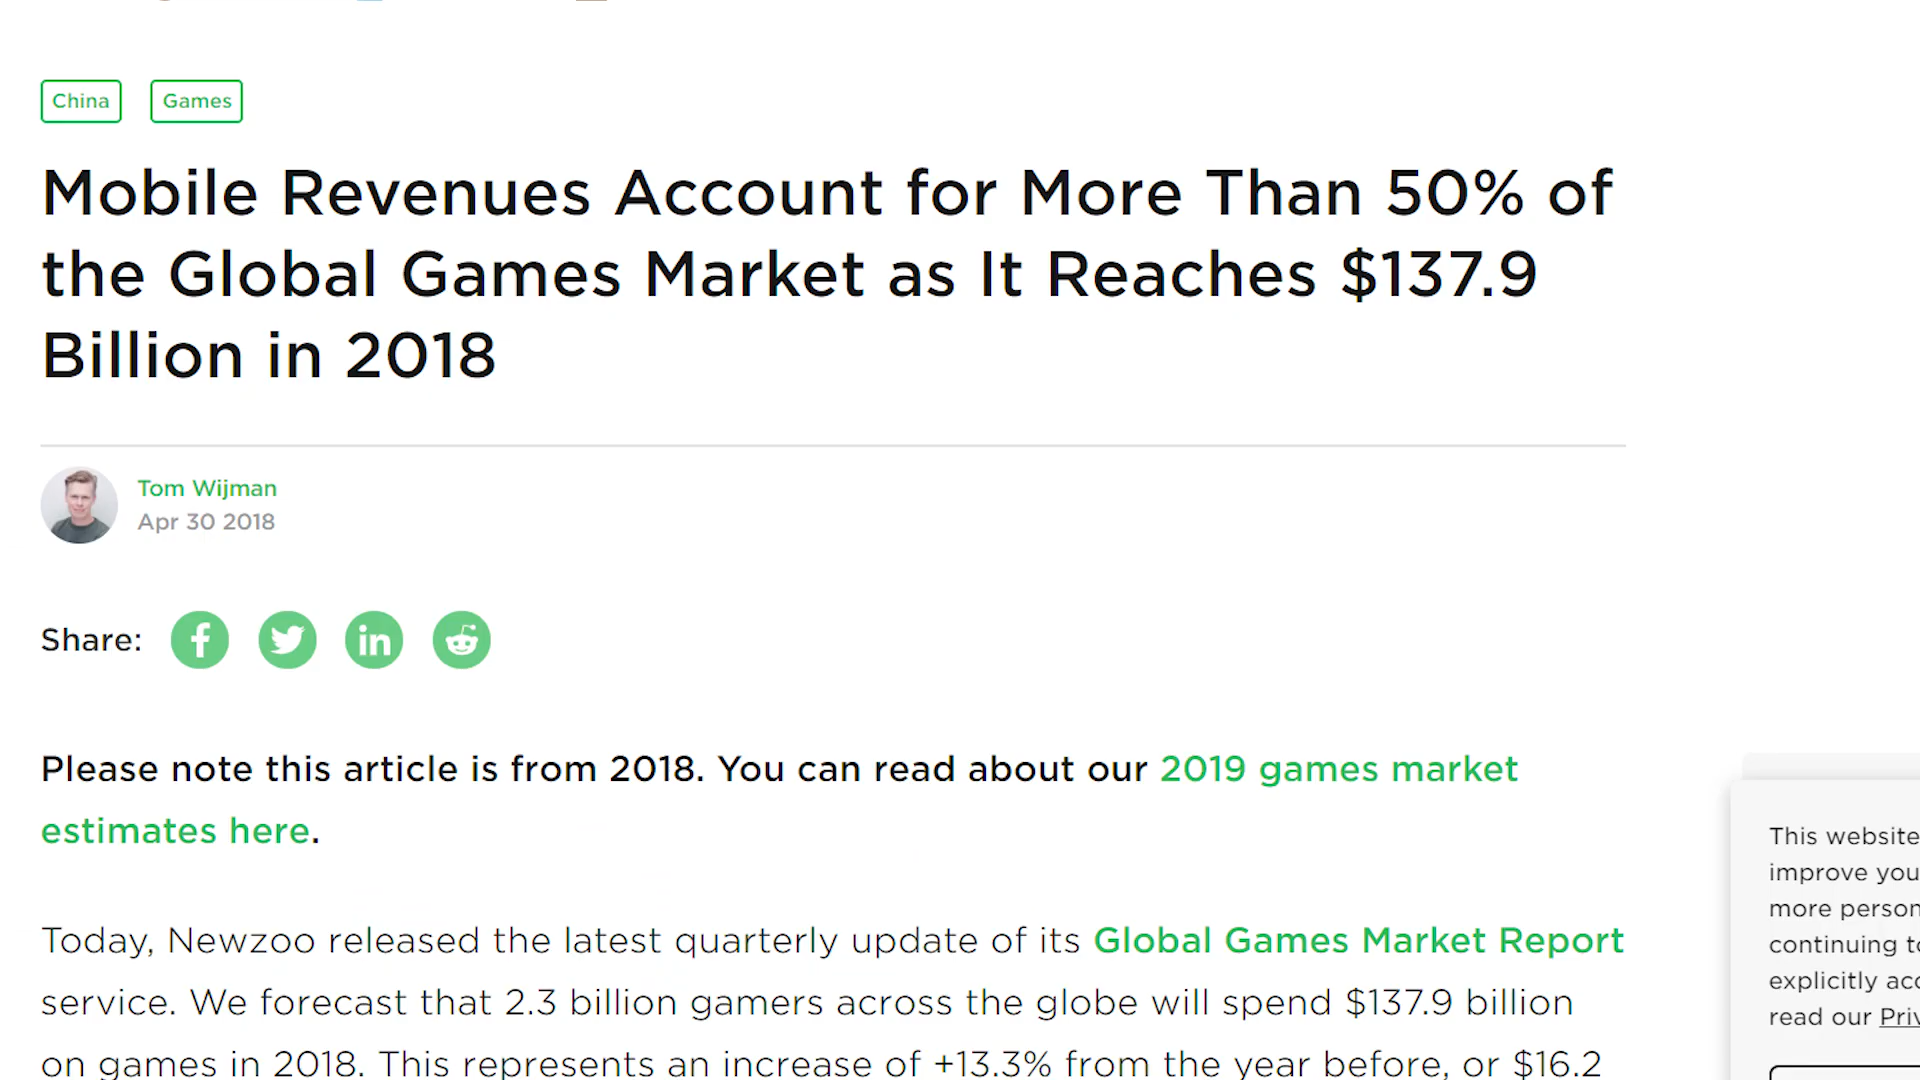 China Games
Mobile Revenues Account for More Than 50% of
the Global Games Market as It Reaches $137.9
Billion in 2018
Tom Wijman
Apr 30 2018
Share:
Please note this article is from 2018. You can read about our 2019 games market
estimates here.
Today, Newzoo released the latest quarterly update of its Global Games Market Report
service. We forecast that 2.3 billion gamers across the globe will spend $137.9 billion
on games in 2018. This represents an increase of +13.3% from the year before, or $16.2
This website
improve you
more person
continuing to
explicitly acc
read our Priv